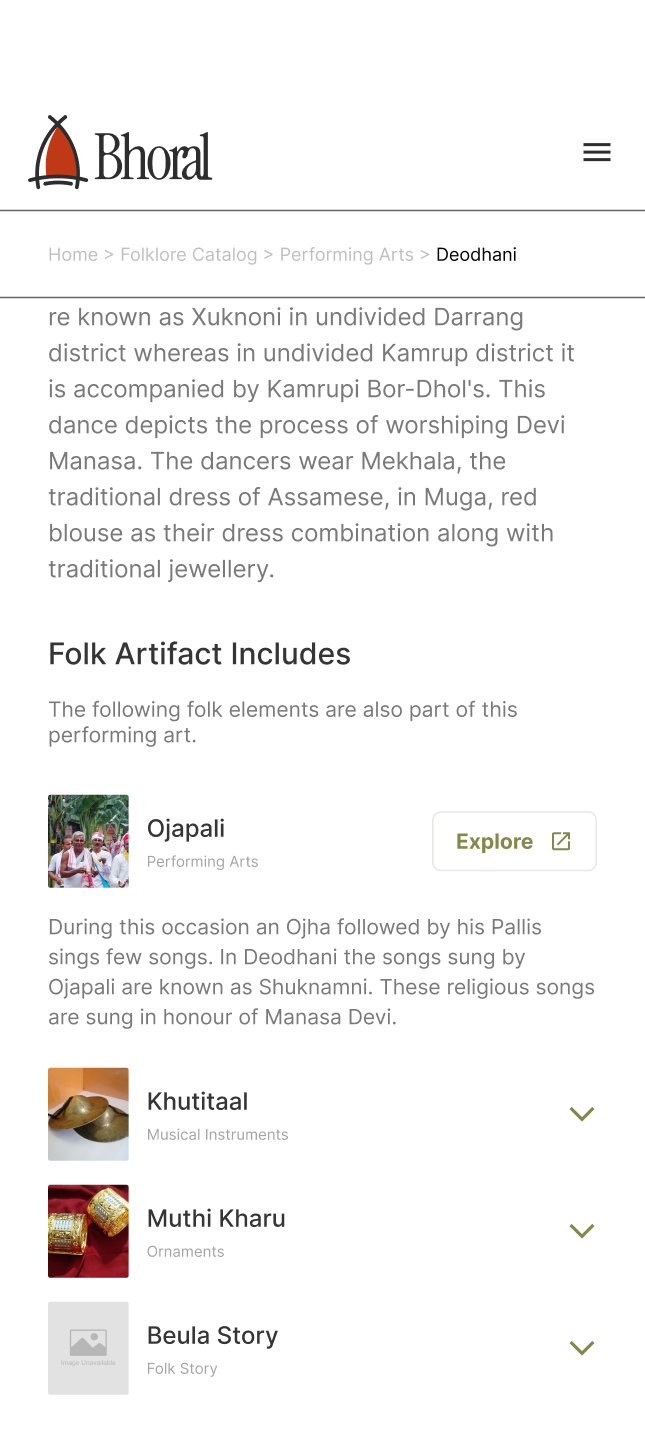 Bhoral
Home > Folklore Catalog > Performing Arts > Deodhani
re known as Xuknoni in undivided Darrang
district whereas in undivided Kamrup district it
is accompanied by Kamrupi Bor-Dhol's. This
dance depicts the process of worshiping Devi
Manasa. The dancers wear Mekhala, the
traditional dress of Assamese, in Muga, red
blouse as their dress combination along with
traditional jewellery.
Folk Artifact Includes
The following folk elements are also part of this
performing art.
Ojapali
Performing Arts
Explore
During this occasion an Ojha followed by his Pallis
sings few songs. In Deodhani the songs sung by
Ojapali are known as Shuknamni. These religious songs
are sung in honour of Manasa Devi.
Khutitaal
Musical Instruments
Muthi Kharu
Ornaments
Image Unavailable
Beula Story
Folk Story